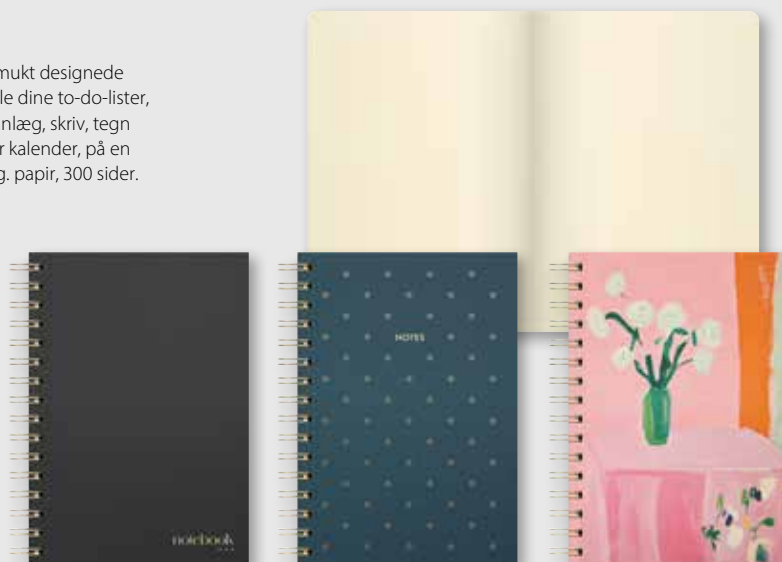 mukt designede
le dine to-do-lister,
nlæg, skriv, tegn
r kalender, på en
g. papir, 300 sider.
NOTES
notebook